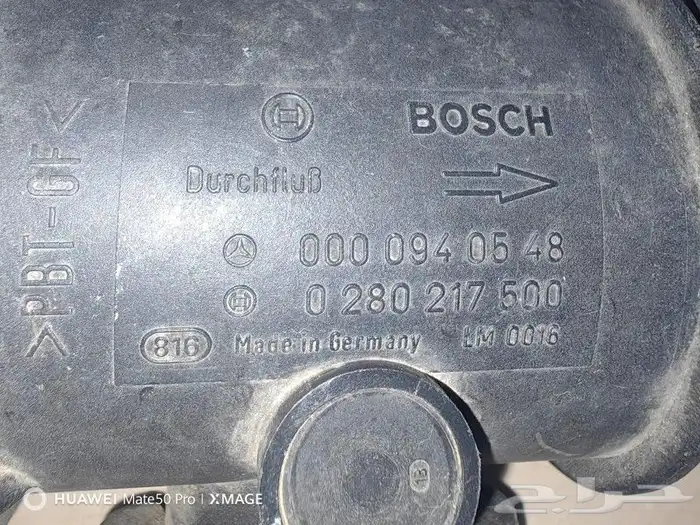 BOSCH
Durchfluß
000 094 05 48
0 280 217 500
816 Made in Germany LM 0016
>PBT-GF<
13
HUAWEI Mate50 Pro | XMAGE
حراج